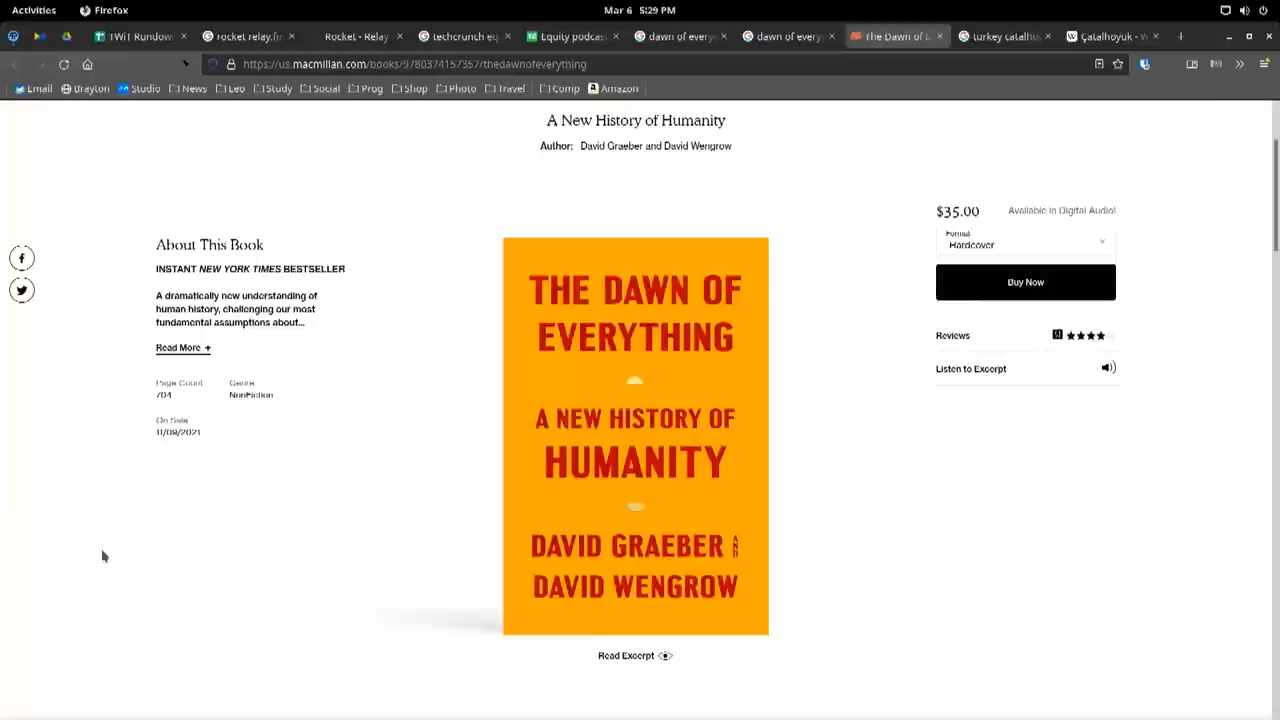 Activities
Firefox
Mar 6 5:29 PM
TWiT Rundow
rocket relay.fm
Rocket - Relay
techcrunch eq
Equity podcas
dawn of every
dawn of every
The Dawn of E
turkey catalho
Çatalhöyük - W
https://us.macmillan.com/books/9780374157357/thedawnofeverything
Email
Brayton
Studio
News
Leo
Study
Social
Prog
Shop
Photo
Travel
Comp
Amazon
A New History of Humanity
Author: David Graeber and David Wengrow
$35.00
Available in Digital Audio!
Format
Hardcover
Buy Now
Reviews
Listen to Excerpt
About This Book
INSTANT NEW YORK TIMES BESTSELLER
A dramatically new understanding of
human history, challenging our most
fundamental assumptions about...
Read More +
Page Count
Genre
704
NonFiction
On Sale
11/09/2021
THE DAWN OF
EVERYTHING
A NEW HISTORY OF
HUMANITY
DAVID GRAEBER AND
DAVID WENGROW
Read Excerpt